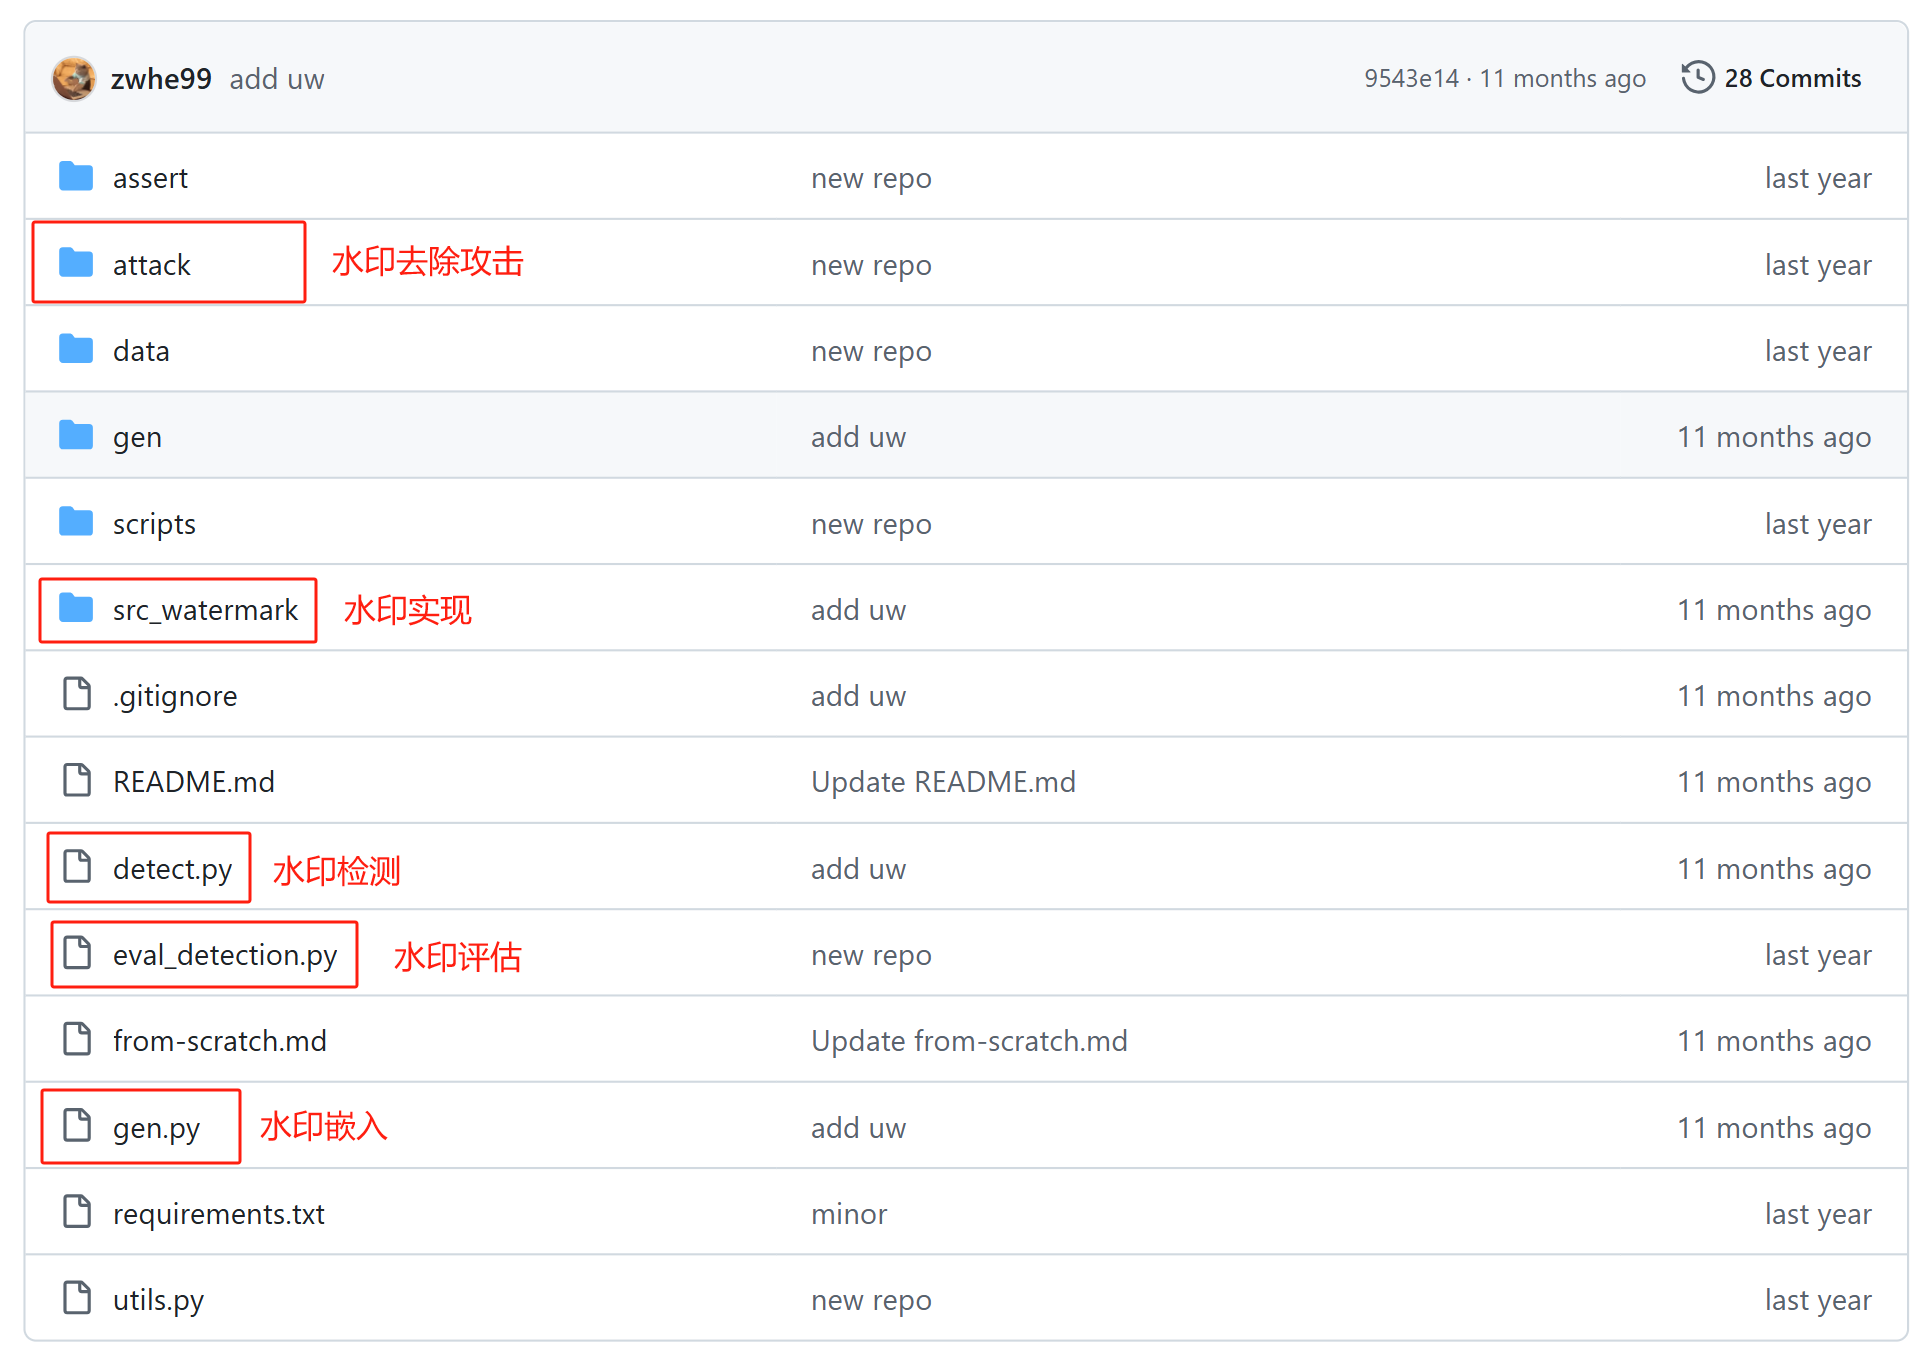 zwhe99 add uw 9543e14 · 11 months ago 28 Commits
assert new repo last year
attack 水印去除攻击 new repo last year
data new repo last year
gen add uw 11 months ago
scripts new repo last year
src_watermark 水印实现 add uw 11 months ago
.gitignore add uw 11 months ago
README.md Update README.md 11 months ago
detect.py 水印检测 add uw 11 months ago
eval_detection.py 水印评估 new repo last year
from-scratch.md Update from-scratch.md 11 months ago
gen.py 水印嵌入 add uw 11 months ago
requirements.txt minor last year
utils.py new repo last year